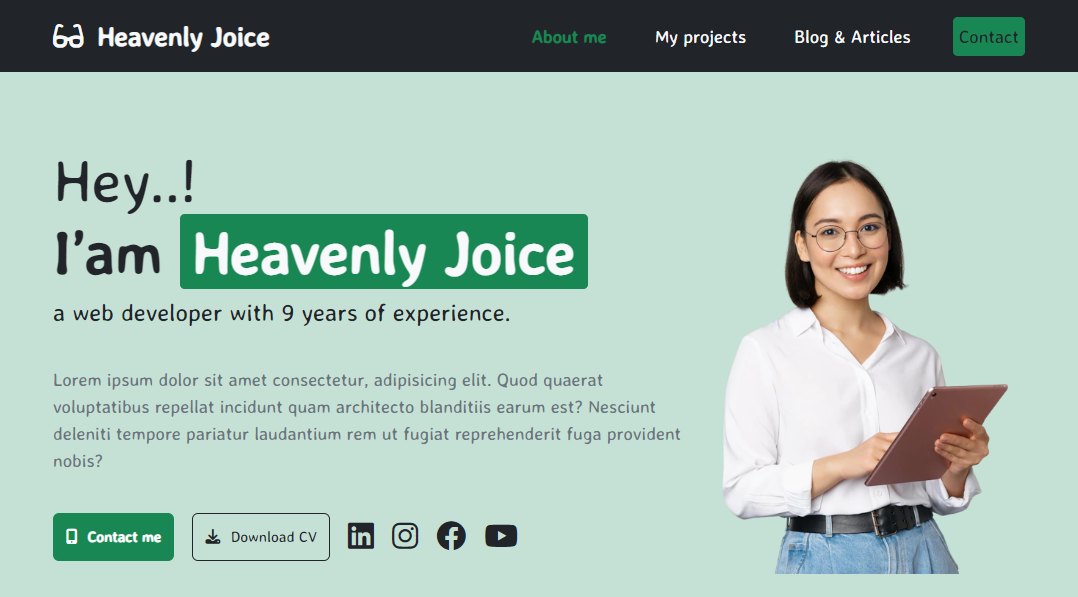 Heavenly Joice
About me
My projects
Blog & Articles
Contact
Hey..!
I'am Heavenly Joice
a web developer with 9 years of experience.
Lorem ipsum dolor sit amet consectetur, adipisicing elit. Quod quaerat
voluptatibus repellat incidunt quam architecto blanditiis earum est? Nesciunt
deleniti tempore pariatur laudantium rem ut fugiat reprehenderit fuga provident
nobis?
Contact me
Download CV